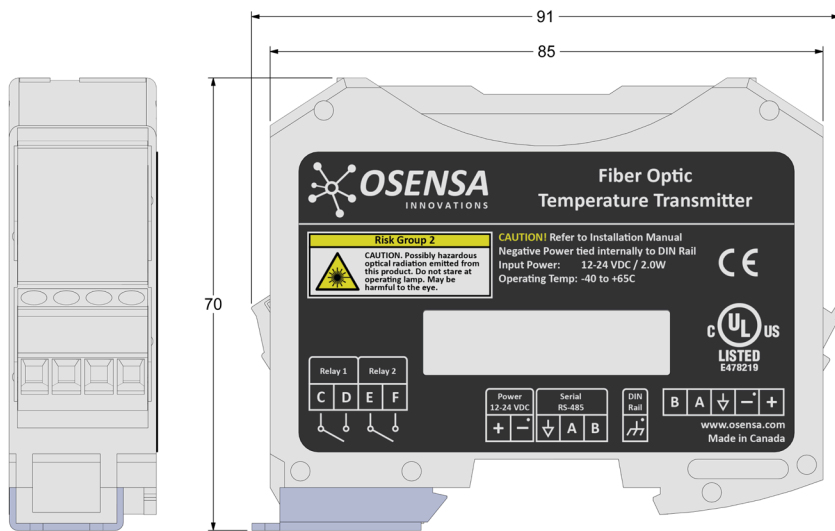 91
85
70
OSENSA
INNOVATIONS
Fiber Optic
Temperature Transmitter
Risk Group 2
CAUTION. Possibly hazardous
optical radiation emitted from
this product. Do not stare at
operating lamp. May be
harmful to the eye.
CAUTION! Refer to Installation Manual
Negative Power tied internally to DIN Rail
Input Power: 12-24 VDC / 2.0W
Operating Temp: -40 to +65C
CE
C UL US
LISTED
E478219
Relay 1 Relay 2
C D E F
Power
12-24 VDC
+ −
Serial
RS-485
A B
DIN
Rail
B A − +
www.osensa.com
Made in Canada